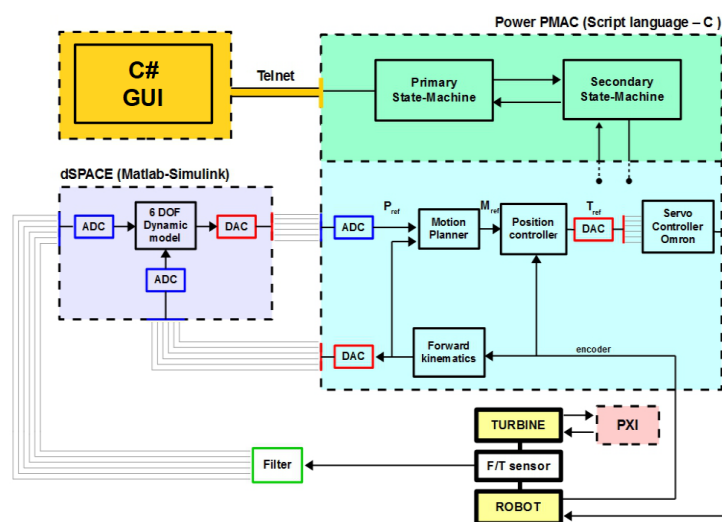 Power PMAC (Script language – C )
C#
GUI
Telnet
Primary
State-Machine
Secondary
State-Machine
dSPACE (Matlab-Simulink)
ADC
6 DOF
Dynamic
model
DAC
ADC
ADC
Pref
Motion
Planner
Mref
Position
controller
Tref
DAC
Servo
Controller
Omron
DAC
Forward
kinematics
encoder
TURBINE
PXI
Filter
F/T sensor
ROBOT